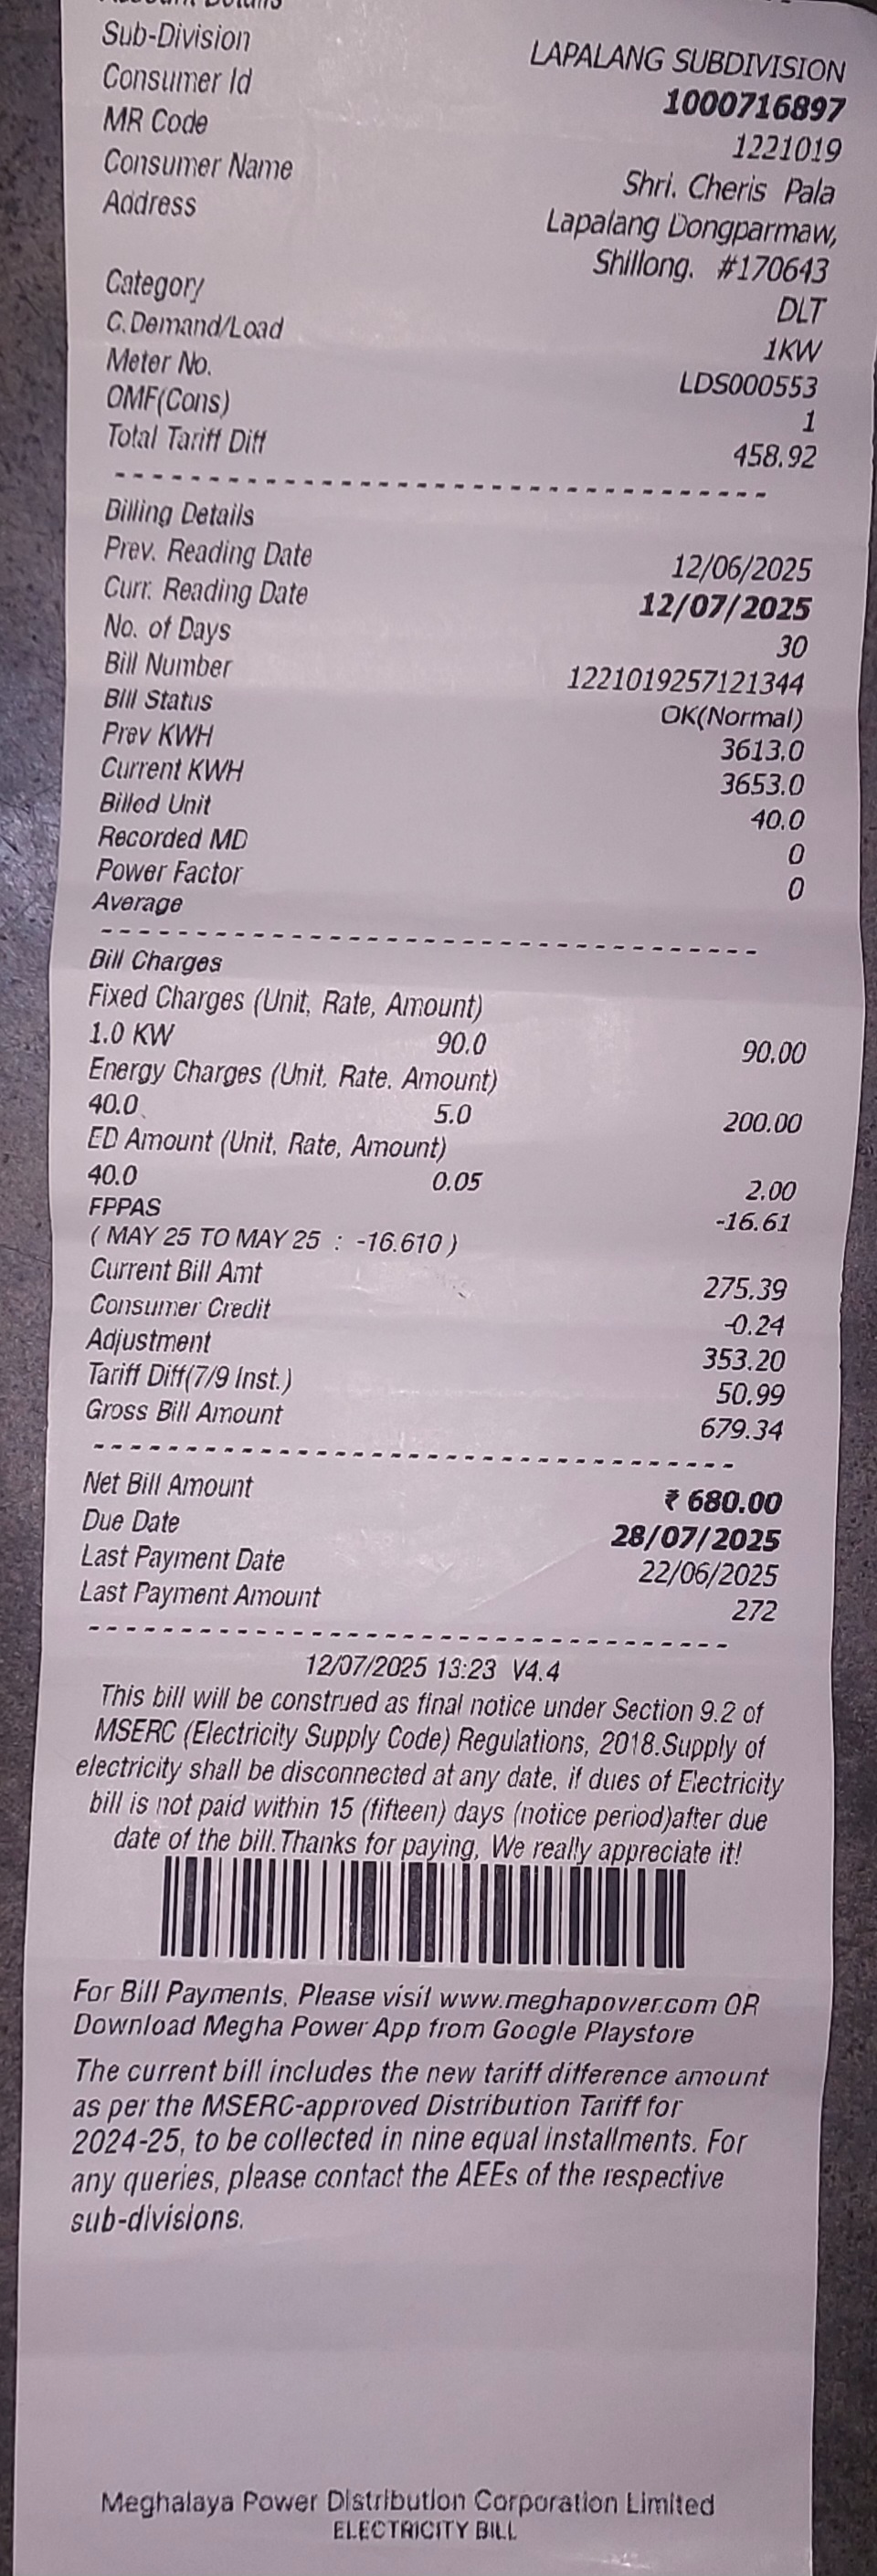 Account Details
Sub-Division LAPALANG SUBDIVISION
Consumer Id 1000716897
MR Code 1221019
Consumer Name Shri. Cheris Pala
Address Lapalang Dongparmaw,
Shillong. #170643
Category DLT
C.Demand/Load 1KW
Meter No. LDS000553
OMF(Cons) 1
Total Tariff Diff 458.92
Billing Details
Prev. Reading Date 12/06/2025
Curr. Reading Date 12/07/2025
No. of Days 30
Bill Number 1221019257121344
Bill Status OK(Normal)
Prev KWH 3613.0
Current KWH 3653.0
Billed Unit 40.0
Recorded MD 0
Power Factor 0
Average
Bill Charges
Fixed Charges (Unit, Rate, Amount)
1.0 KW 90.0 90.00
Energy Charges (Unit, Rate, Amount)
40.0 5.0 200.00
ED Amount (Unit, Rate, Amount)
40.0 0.05 2.00
FPPAS -16.61
( MAY 25 TO MAY 25 : -16.610 )
Current Bill Amt 275.39
Consumer Credit -0.24
Adjustment 353.20
Tariff Diff(7/9 Inst.) 50.99
Gross Bill Amount 679.34
Net Bill Amount ₹ 680.00
Due Date 28/07/2025
Last Payment Date 22/06/2025
Last Payment Amount 272
12/07/2025 13:23 V4.4
This bill will be construed as final notice under Section 9.2 of
MSERC (Electricity Supply Code) Regulations, 2018.Supply of
electricity shall be disconnected at any date, if dues of Electricity
bill is not paid within 15 (fifteen) days (notice period)after due
date of the bill.Thanks for paying, We really appreciate it!
For Bill Payments, Please visit www.meghapower.com OR
Download Megha Power App from Google Playstore
The current bill includes the new tariff difference amount
as per the MSERC-approved Distribution Tariff for
2024-25, to be collected in nine equal installments. For
any queries, please contact the AEEs of the respective
sub-divisions.
Meghalaya Power Distribution Corporation Limited
ELECTRICITY BILL